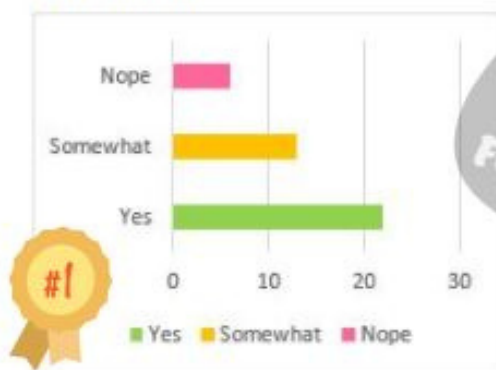 Nope
Somewhat
Yes
0 10 20 30
#1
Yes Somewhat Nope